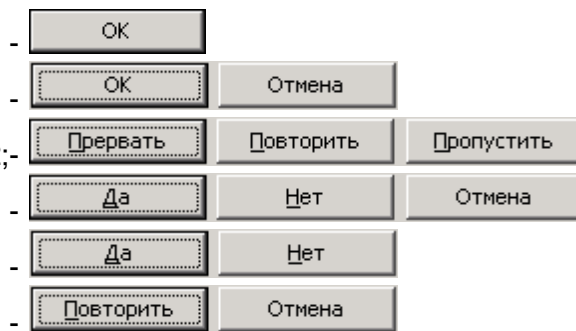 - OK
- OK Отмена
;- Прервать Повторить Пропустить
- Да Нет Отмена
- Да Нет
- Повторить Отмена